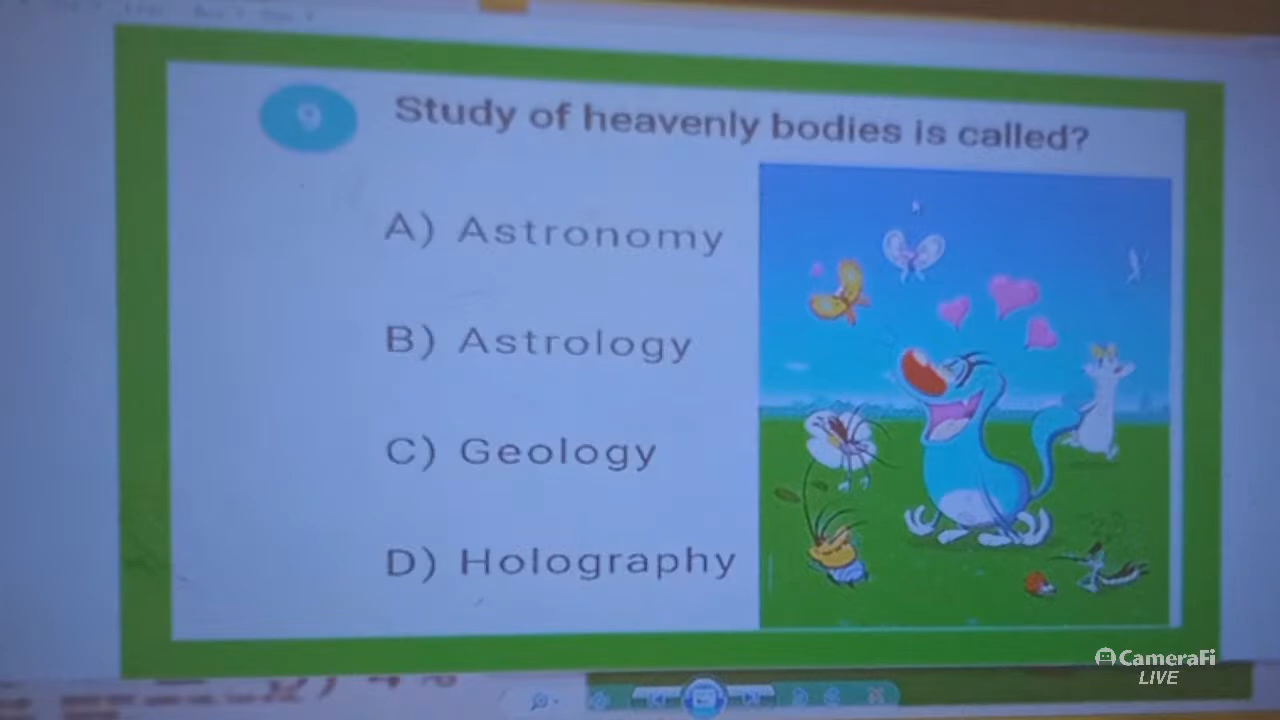 9
Study of heavenly bodies is called?
A) Astronomy
B) Astrology
C) Geology
D) Holography
CameraFi
LIVE